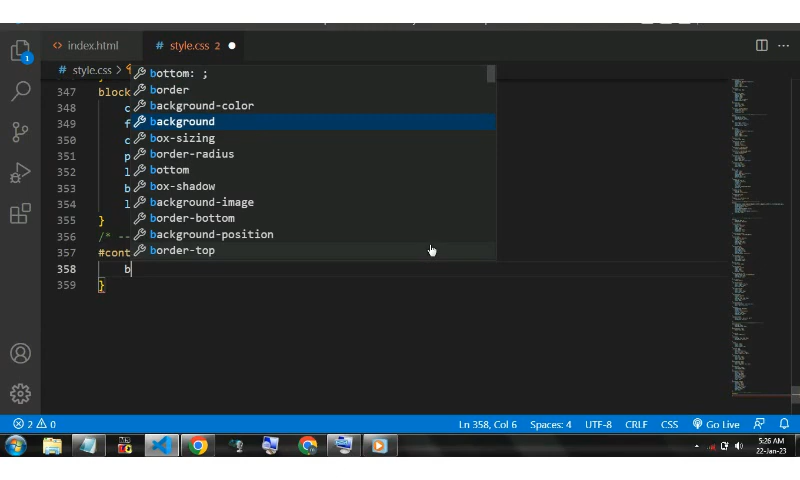 index.html
style.css 2
style.css >
bottom: ;
347 block
border
348 c
background-color
349 f
background
350 c
box-sizing
351 p
border-radius
352 l
bottom
353 b
box-shadow
354 l
background-image
355 }
border-bottom
356 /* --
background-position
357 #cont
border-top
358 b
359 }
1
2 0
Ln 358, Col 6 Spaces: 4 UTF-8 CRLF CSS Go Live
5:26 AM
22-Jan-23